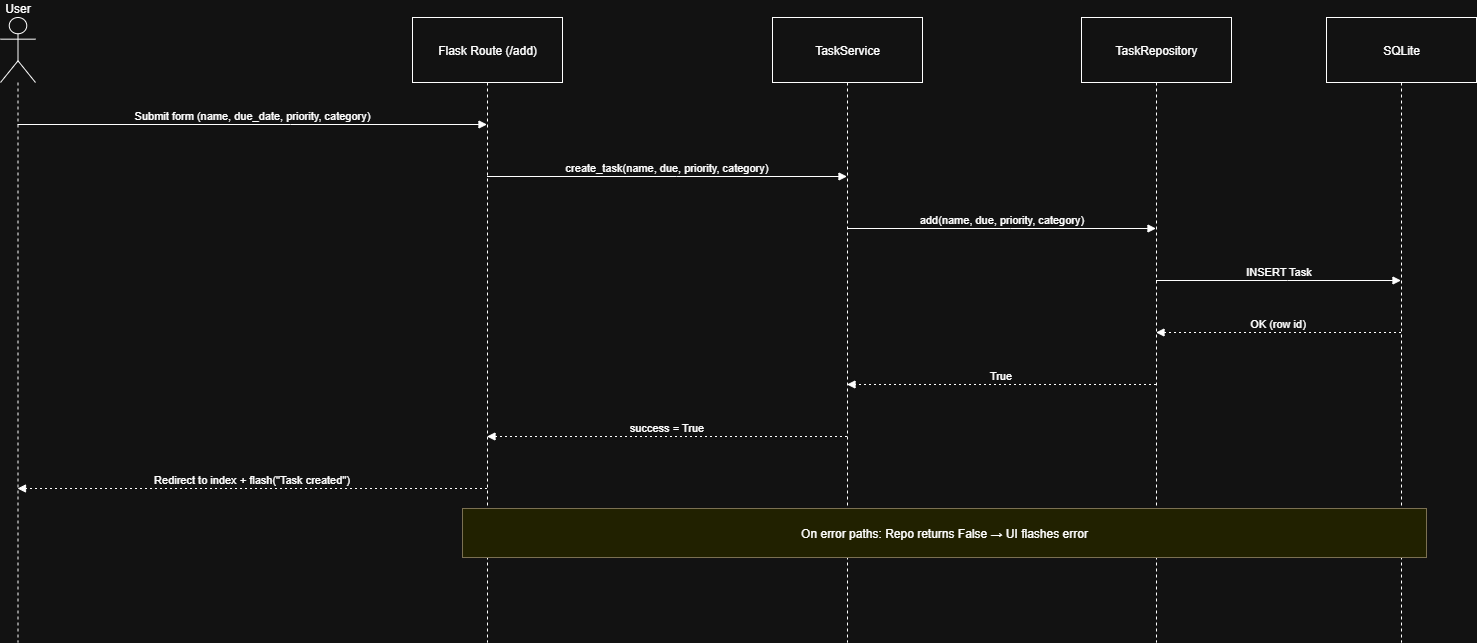 User
Flask Route (/add)
TaskService
TaskRepository
SQLite
Submit form (name, due_date, priority, category)
create_task(name, due, priority, category)
add(name, due, priority, category)
INSERT Task
OK (row id)
True
success = True
Redirect to index + flash("Task created")
On error paths: Repo returns False → UI flashes error